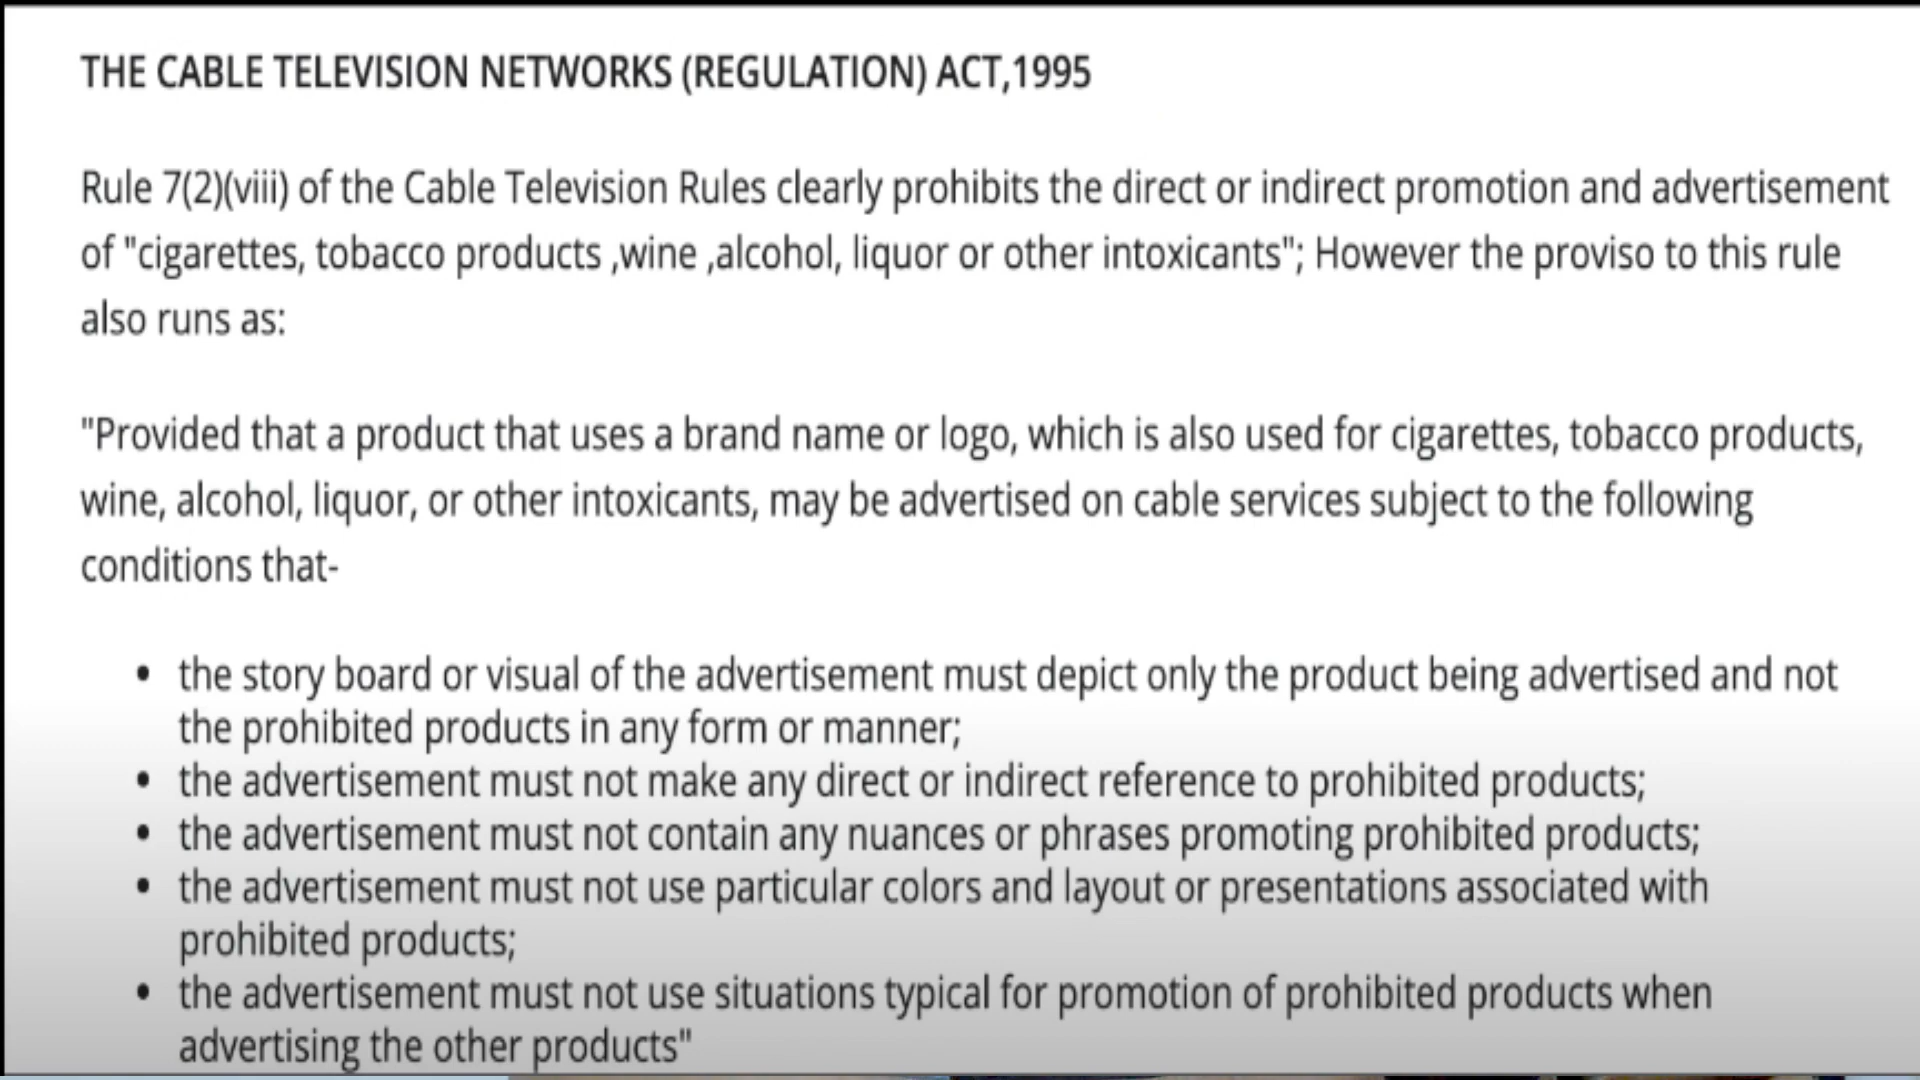 THE CABLE TELEVISION NETWORKS (REGULATION) ACT,1995
Rule 7(2)(viii) of the Cable Television Rules clearly prohibits the direct or indirect promotion and advertisement
of "cigarettes, tobacco products ,wine ,alcohol, liquor or other intoxicants"; However the proviso to this rule
also runs as:
"Provided that a product that uses a brand name or logo, which is also used for cigarettes, tobacco products,
wine, alcohol, liquor, or other intoxicants, may be advertised on cable services subject to the following
conditions that-
• the story board or visual of the advertisement must depict only the product being advertised and not
the prohibited products in any form or manner;
• the advertisement must not make any direct or indirect reference to prohibited products;
• the advertisement must not contain any nuances or phrases promoting prohibited products;
• the advertisement must not use particular colors and layout or presentations associated with
prohibited products;
• the advertisement must not use situations typical for promotion of prohibited products when
advertising the other products"